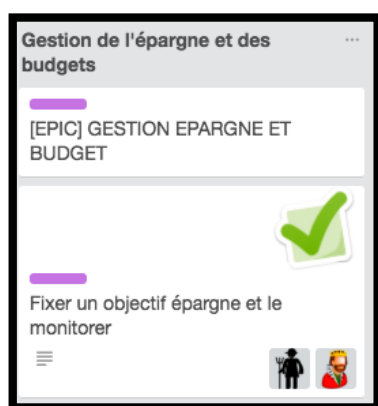 Gestion de l'épargne et des
budgets
[EPIC] GESTION EPARGNE ET
BUDGET
Fixer un objectif épargne et le
monitorer